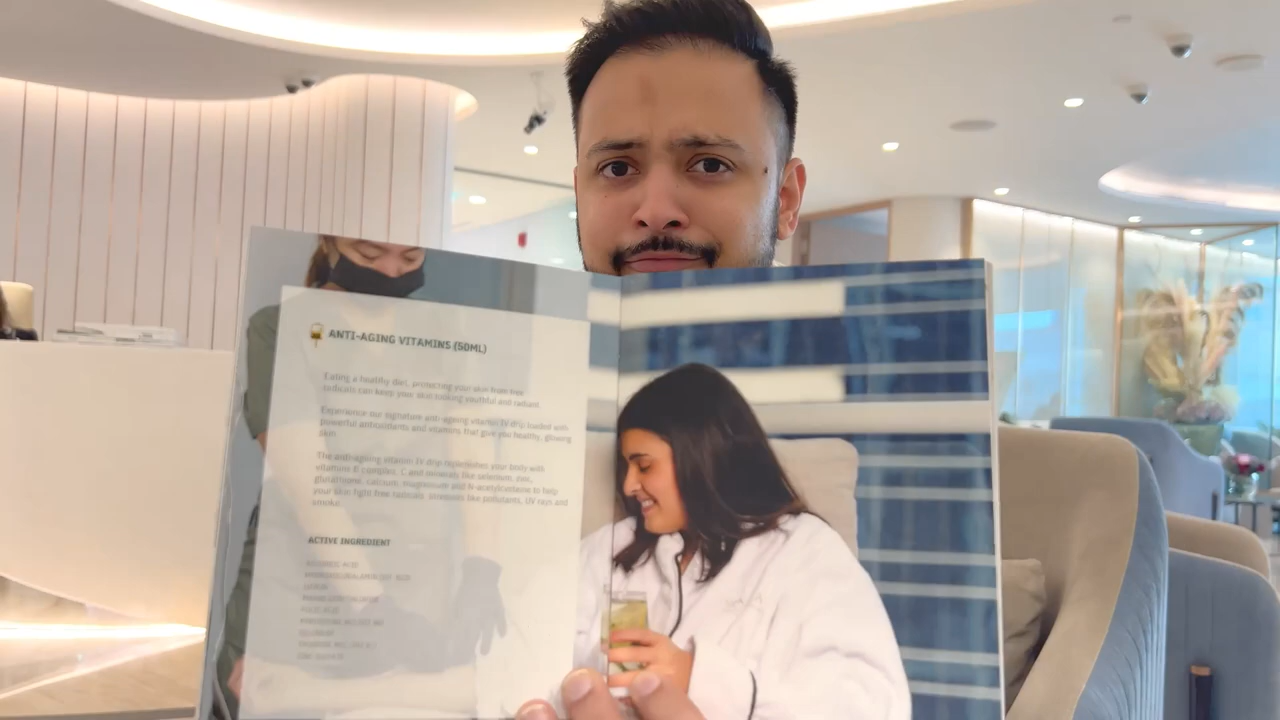 ANTI-AGING VITAMINS (50ML)
Eating a healthy diet, protecting your skin from free
radicals can keep your skin looking youthful and radiant.
Experience our signature anti-ageing vitamin IV drip loaded with
powerful antioxidants and vitamins that give you healthy, glowing
skin.
The anti-ageing vitamin IV drip replenishes your body with
vitamin B complex, C and minerals like selenium, zinc,
glutathione, calcium, magnesium and N-acetylcysteine to help
your skin fight free radicals, stressors like pollutants, UV rays and
smoke.
ACTIVE INGREDIENT
ASCORBIC ACID
FOLIC ACID